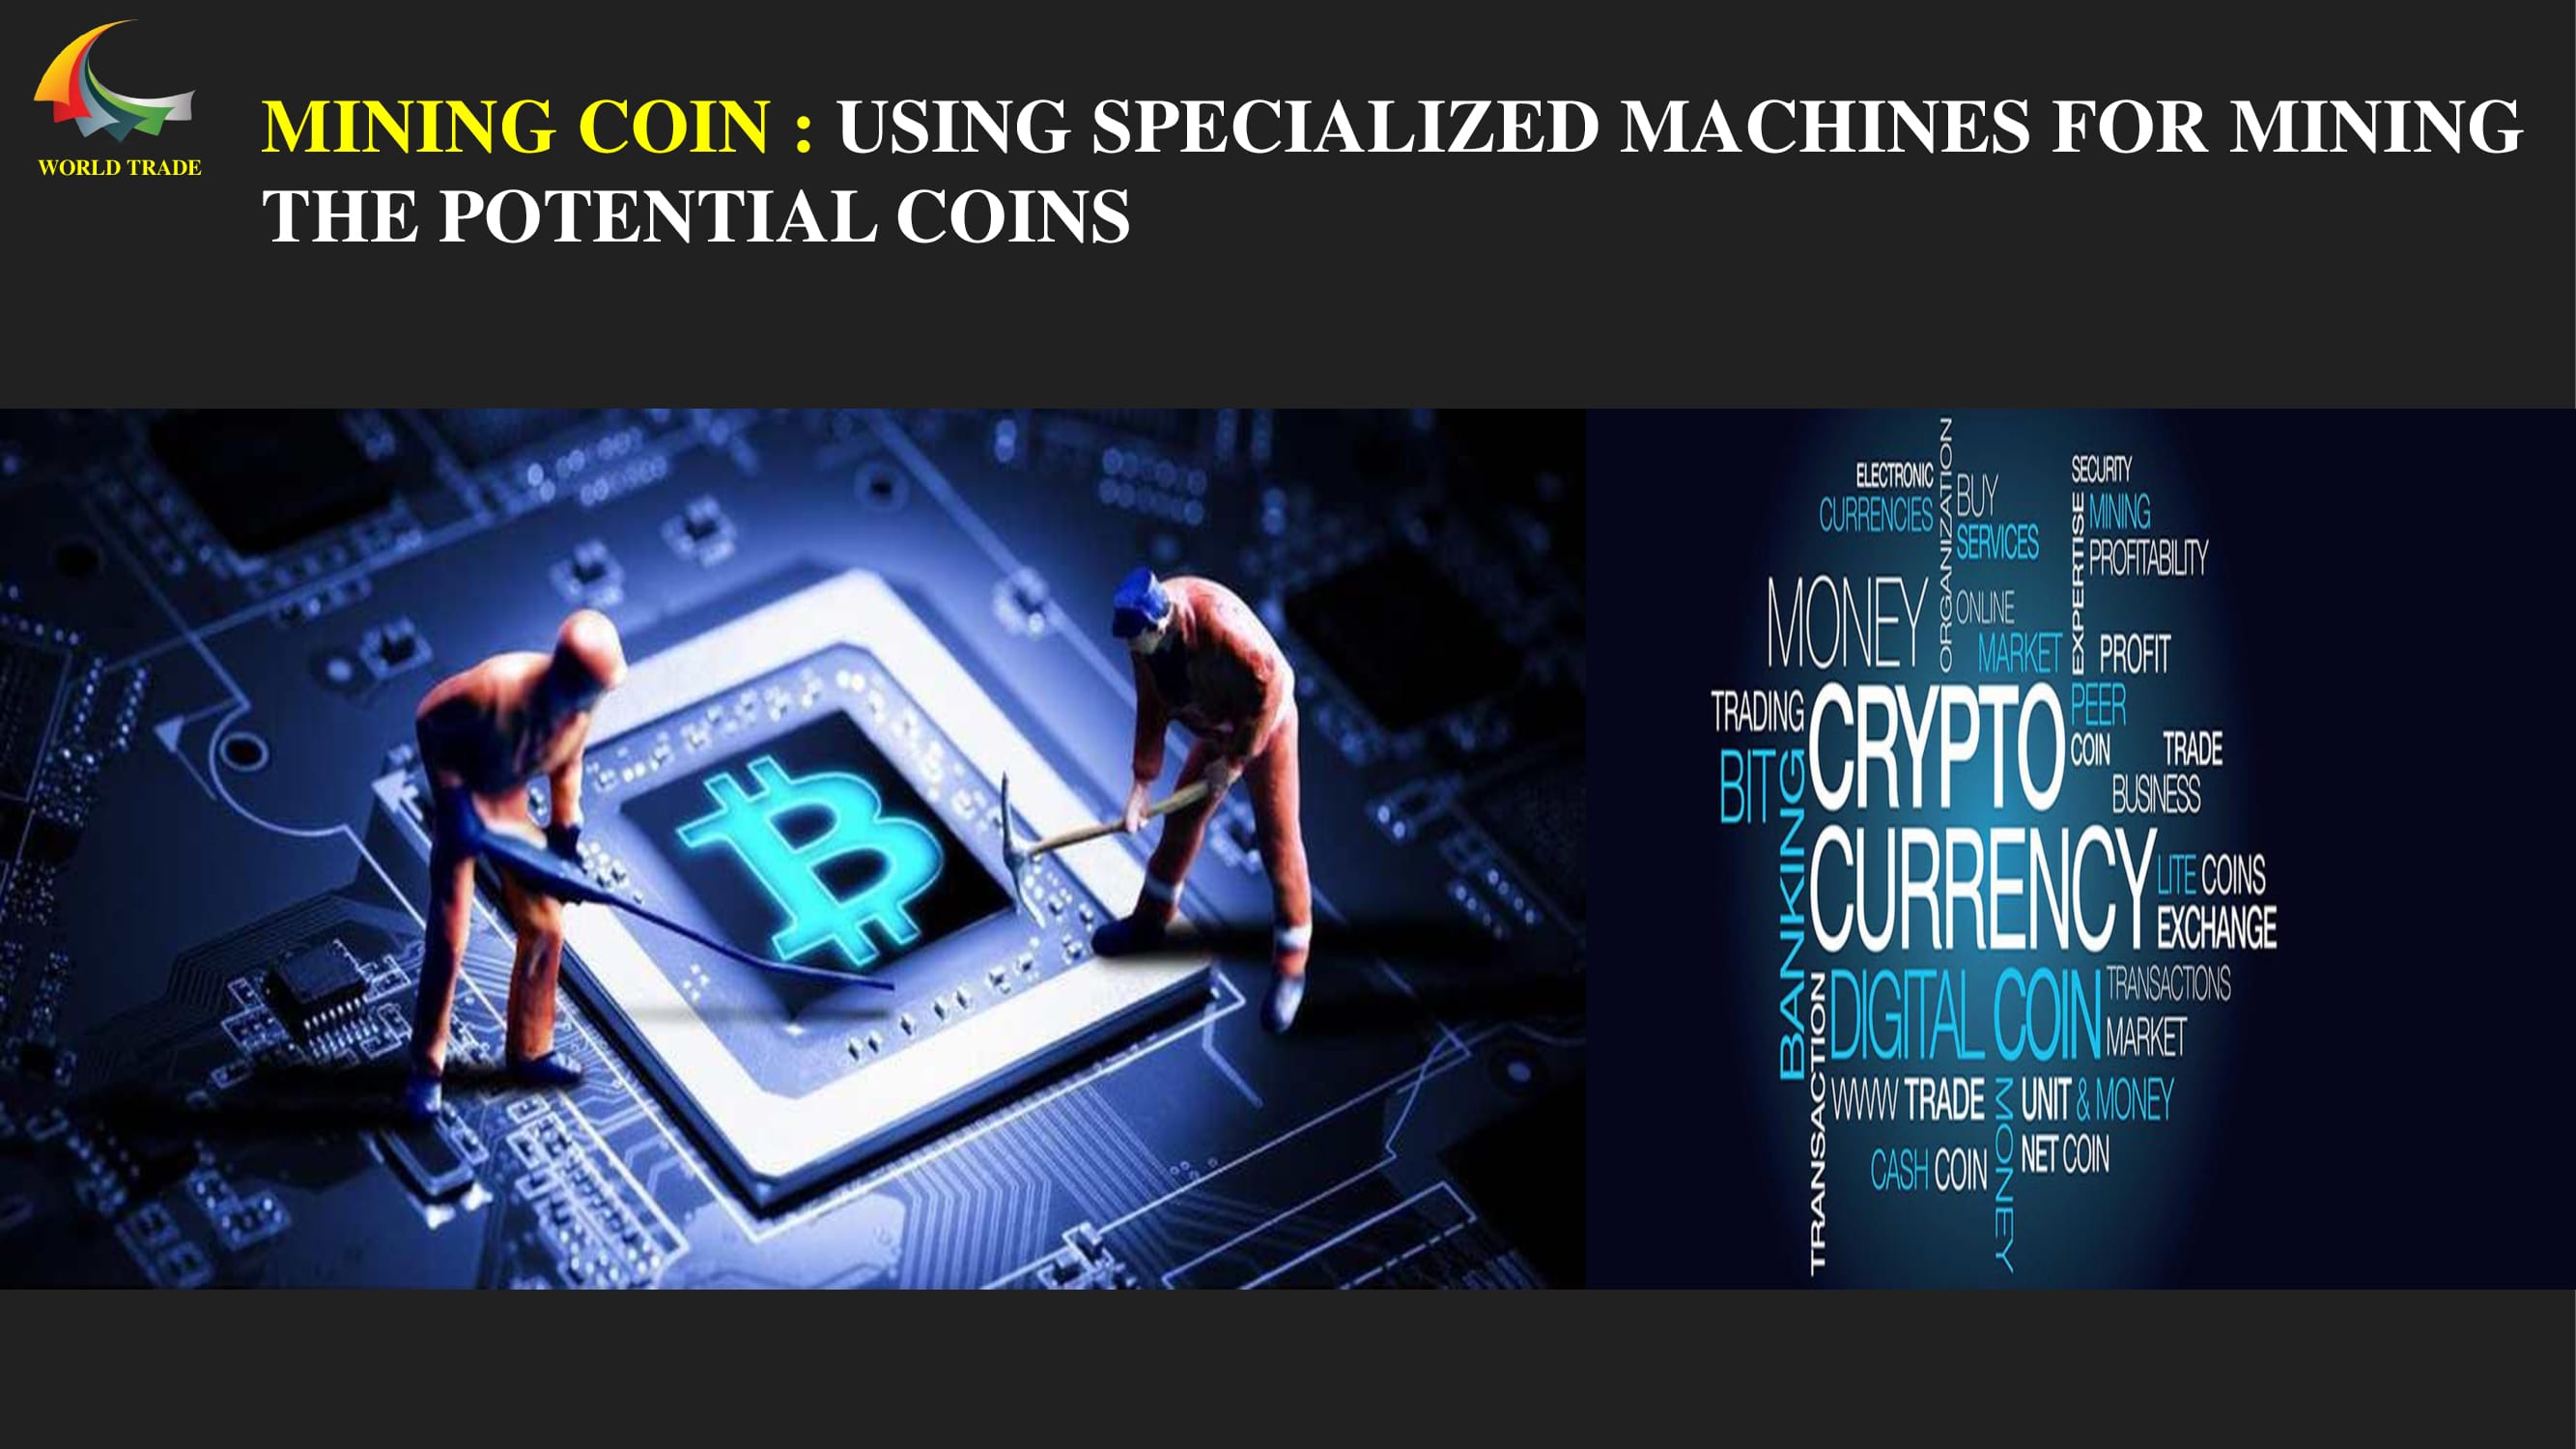 WORLD TRADE
MINING COIN : USING SPECIALIZED MACHINES FOR MINING
THE POTENTIAL COINS
ELECTRONIC
CURRENCIES
ORGANIZATION
BUY
SERVICES
SECURITY
EXPERTISE
MINING
PROFITABILITY
MONEY
ONLINE
MARKET
PROFIT
TRADING
CRYPTO
PEER
COIN
TRADE
BIT
BUSINESS
BANKING
CURRENCY
LITE COINS
EXCHANGE
DIGITAL COIN
TRANSACTIONS
MARKET
TRANSACTION
WWW TRADE
MONEY
UNIT & MONEY
CASH COIN
NET COIN